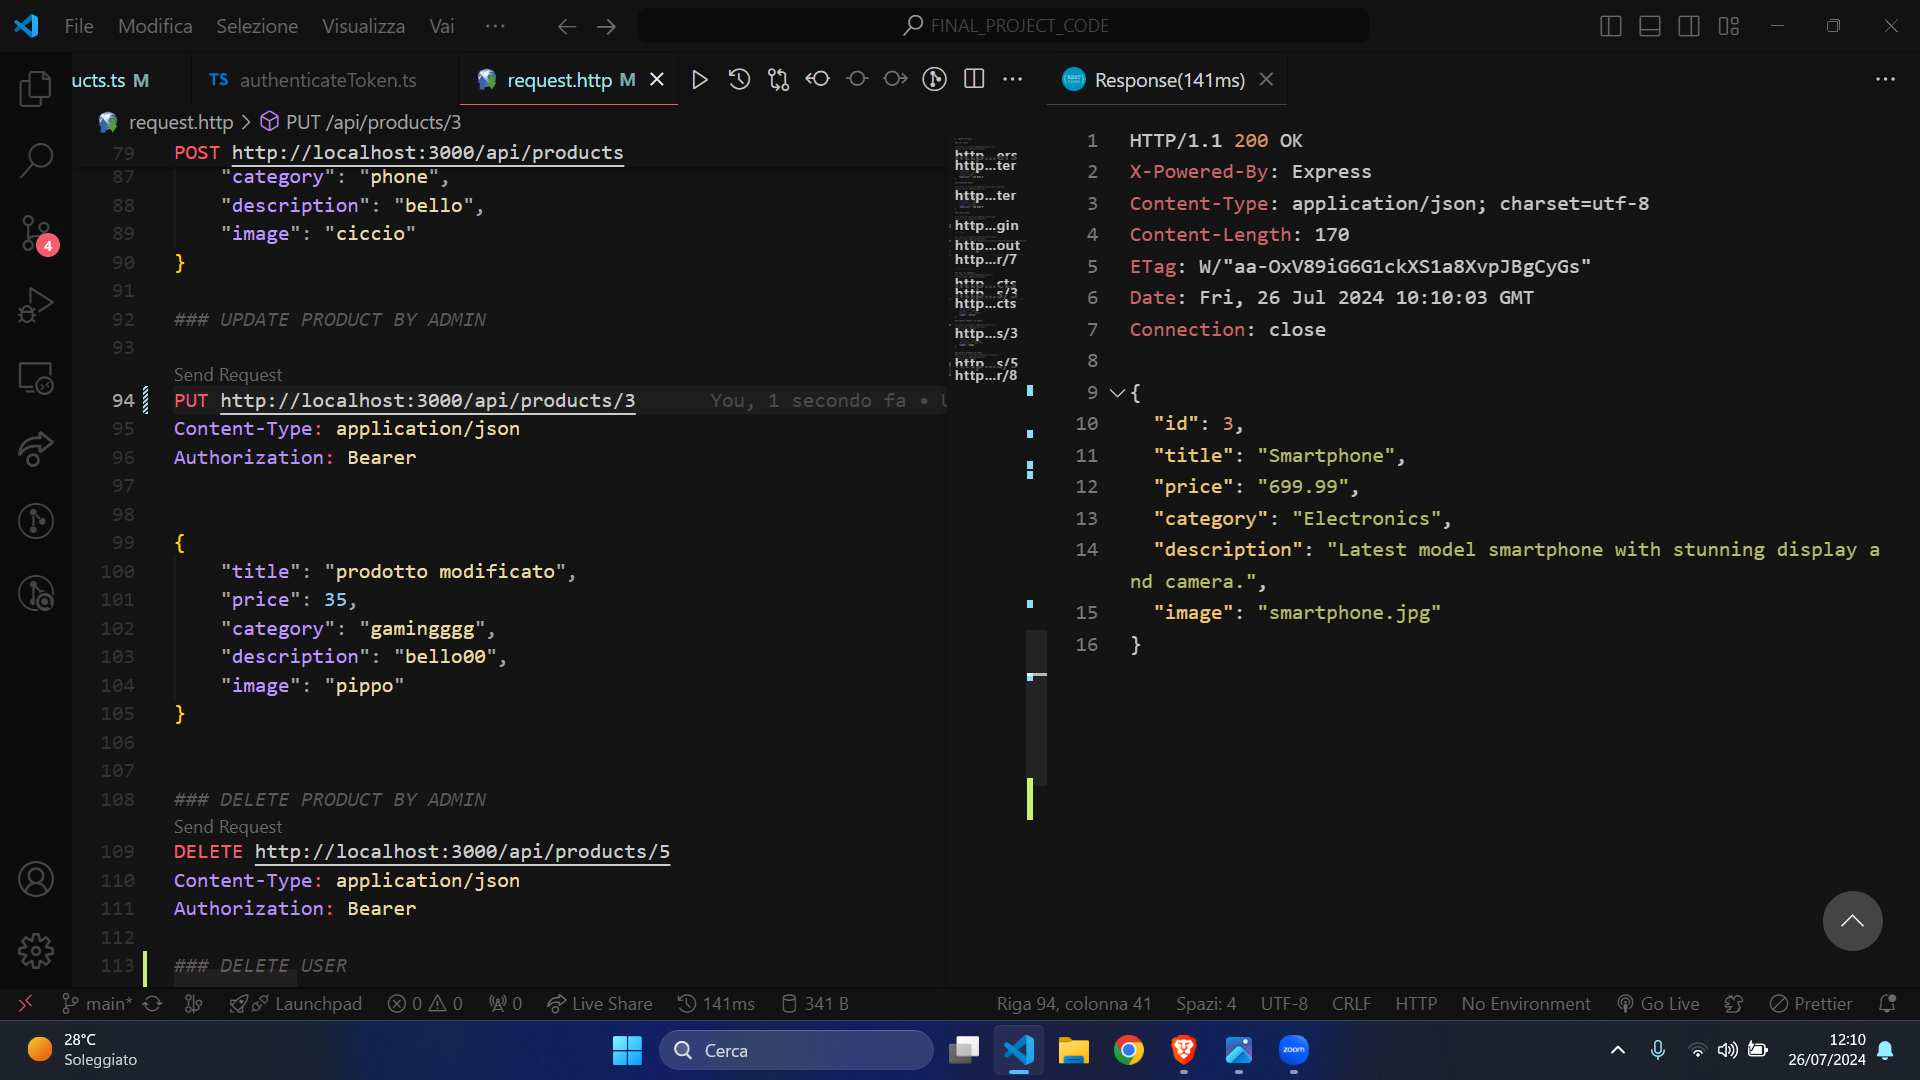 File Modifica Selezione Visualizza Vai ··· FINAL_PROJECT_CODE
ucts.ts M TS authenticateToken.ts request.http M
request.http > PUT /api/products/3
79 POST http://localhost:3000/api/products
87 "category": "phone",
88 "description": "bello",
89 "image": "ciccio"
90 }
91
92 ### UPDATE PRODUCT BY ADMIN
93
Send Request
94 PUT http://localhost:3000/api/products/3 You, 1 secondo fa •
95 Content-Type: application/json
96 Authorization: Bearer
97
98
99 {
100 "title": "prodotto modificato",
101 "price": 35,
102 "category": "gamingggg",
103 "description": "bello00",
104 "image": "pippo"
105 }
106
107
108 ### DELETE PRODUCT BY ADMIN
Send Request
109 DELETE http://localhost:3000/api/products/5
110 Content-Type: application/json
111 Authorization: Bearer
112
113 ### DELETE USER
http...ers
http...ter
http...ter
http...gin
http...out
http...r/7
http...cts
http...s/3
http...cts
http...s/3
http...s/5
http...r/8
Response(141ms)
1 HTTP/1.1 200 OK
2 X-Powered-By: Express
3 Content-Type: application/json; charset=utf-8
4 Content-Length: 170
5 ETag: W/"aa-OxV89iG6G1ckXS1a8XvpJBgCyGs"
6 Date: Fri, 26 Jul 2024 10:10:03 GMT
7 Connection: close
8
9 {
10 "id": 3,
11 "title": "Smartphone",
12 "price": "699.99",
13 "category": "Electronics",
14 "description": "Latest model smartphone with stunning display a
nd camera.",
15 "image": "smartphone.jpg"
16 }
4
main* Launchpad 0 0 0 Live Share 141ms 341 B Riga 94, colonna 41 Spazi: 4 UTF-8 CRLF HTTP No Environment Go Live Prettier
28°C
Soleggiato
Cerca
zoom
12:10
26/07/2024